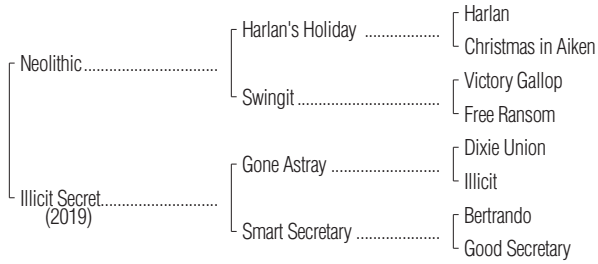 Harlan
Harlan's Holiday ..................
Christmas in Aiken
Neolithic................................
Victory Gallop
Swingit ..................................
Free Ransom
Dixie Union
Gone Astray ..........................
Illicit
Illicit Secret............................
(2019)
Bertrando
Smart Secretary ....................
Good Secretary